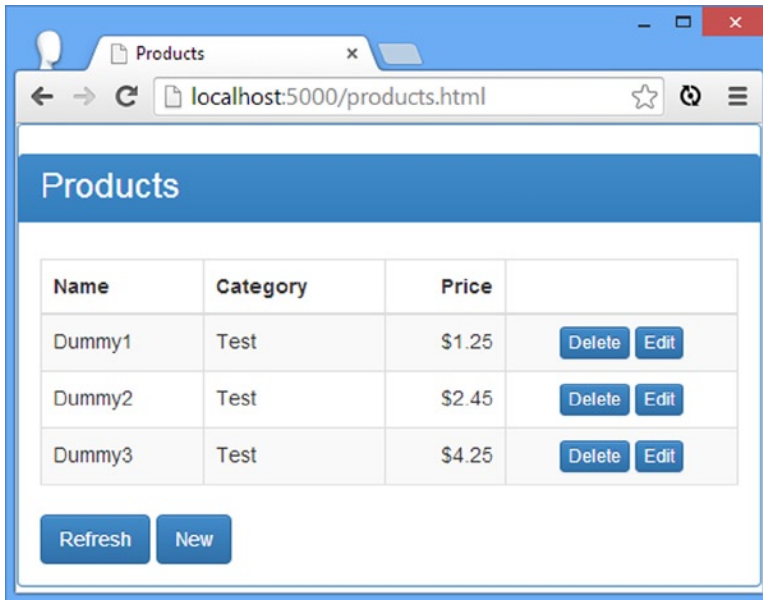 Products
localhost:5000/products.html
Products
Name Category Price
Dummy1 Test $1.25 Delete Edit
Dummy2 Test $2.45 Delete Edit
Dummy3 Test $4.25 Delete Edit
Refresh New